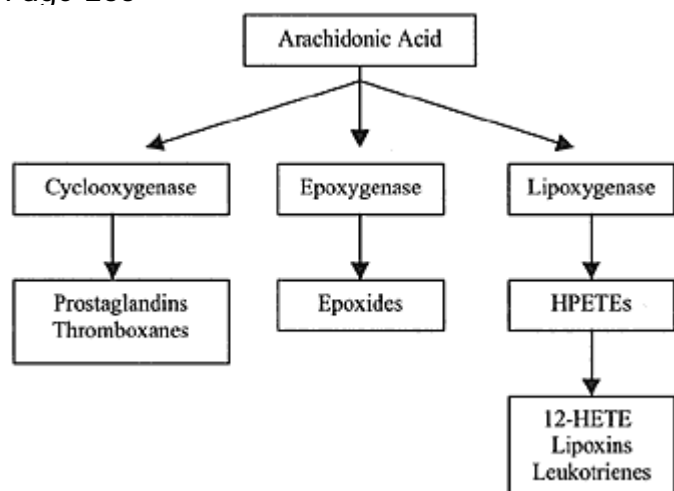 Arachidonic Acid
Cyclooxygenase
Epoxygenase
Lipoxygenase
Prostaglandins
Thromboxanes
Epoxides
HPETEs
12-HETE
Lipoxins
Leukotrienes